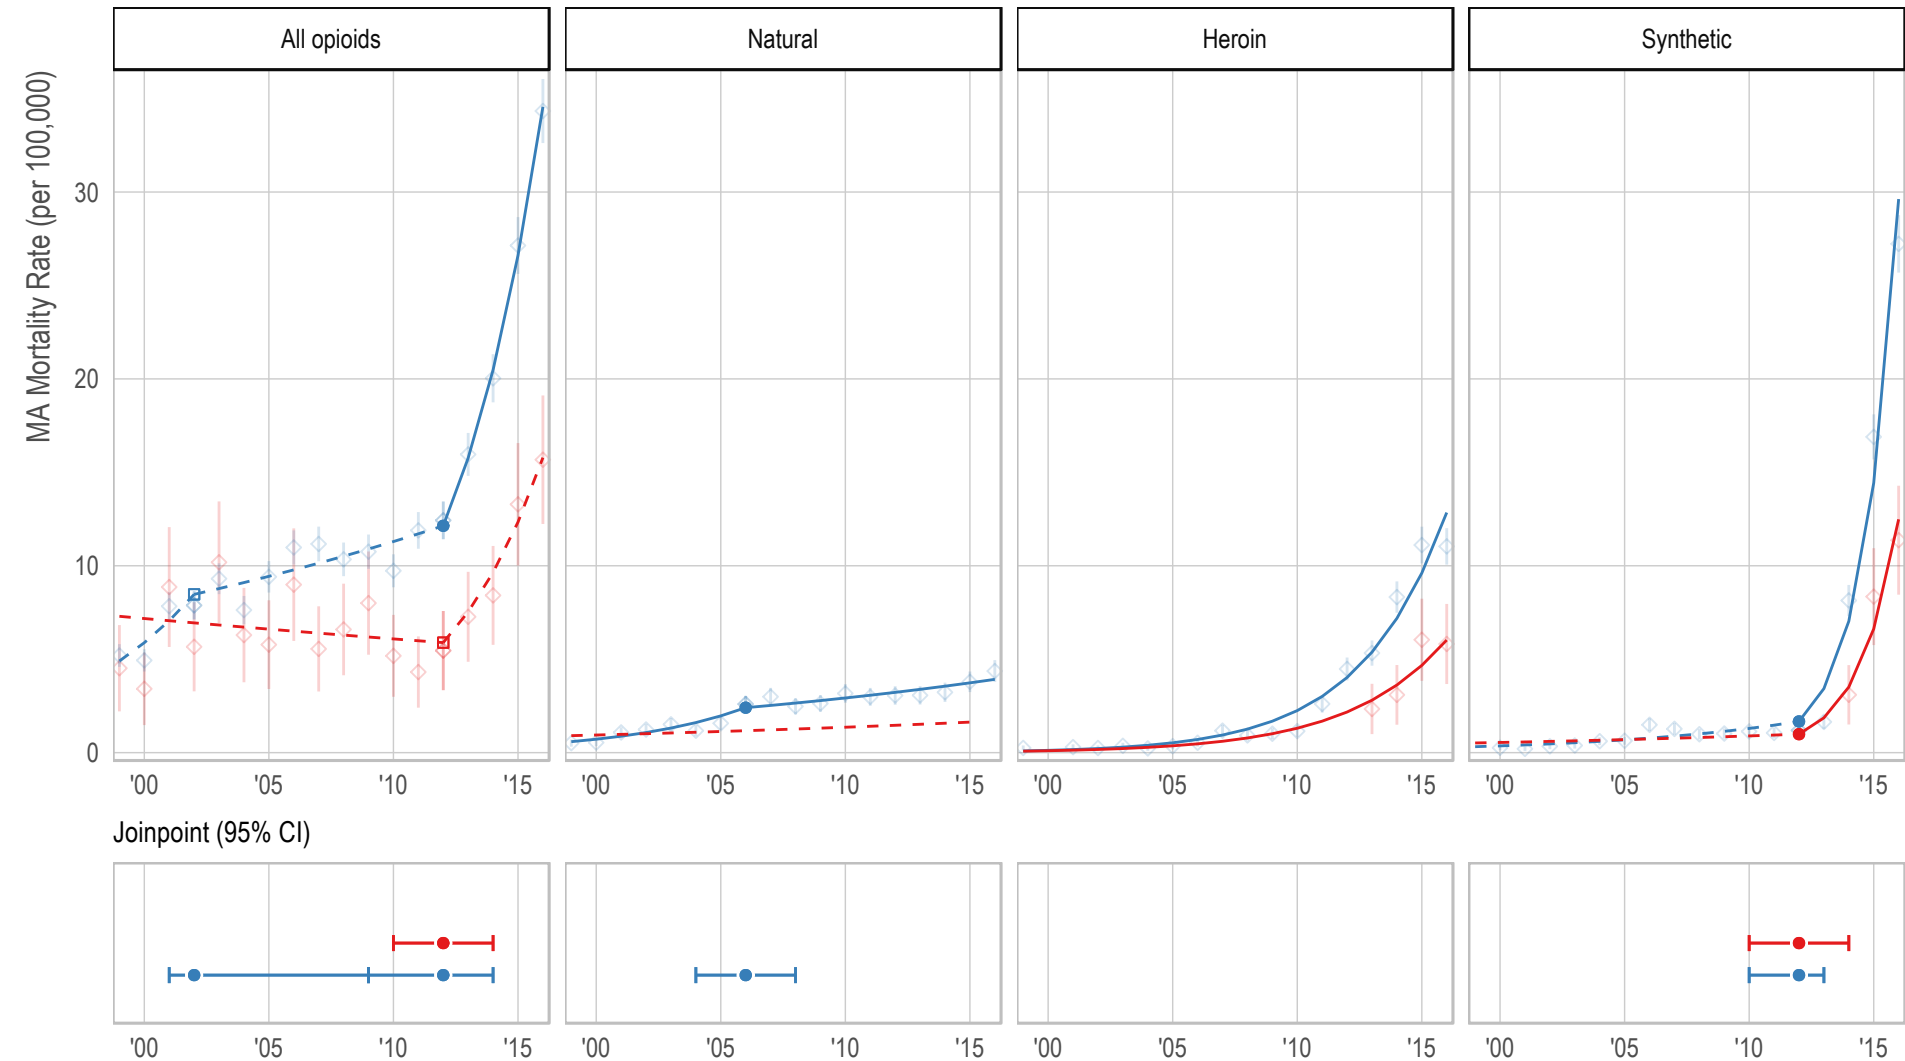 All opioids Natural Heroin Synthetic
MA Mortality Rate (per 100,000)
30
20
10
0
'00 '05 '10 '15 '00 '05 '10 '15 '00 '05 '10 '15 '00 '05 '10 '15
Joinpoint (95% CI)
'00 '05 '10 '15 '00 '05 '10 '15 '00 '05 '10 '15 '00 '05 '10 '15